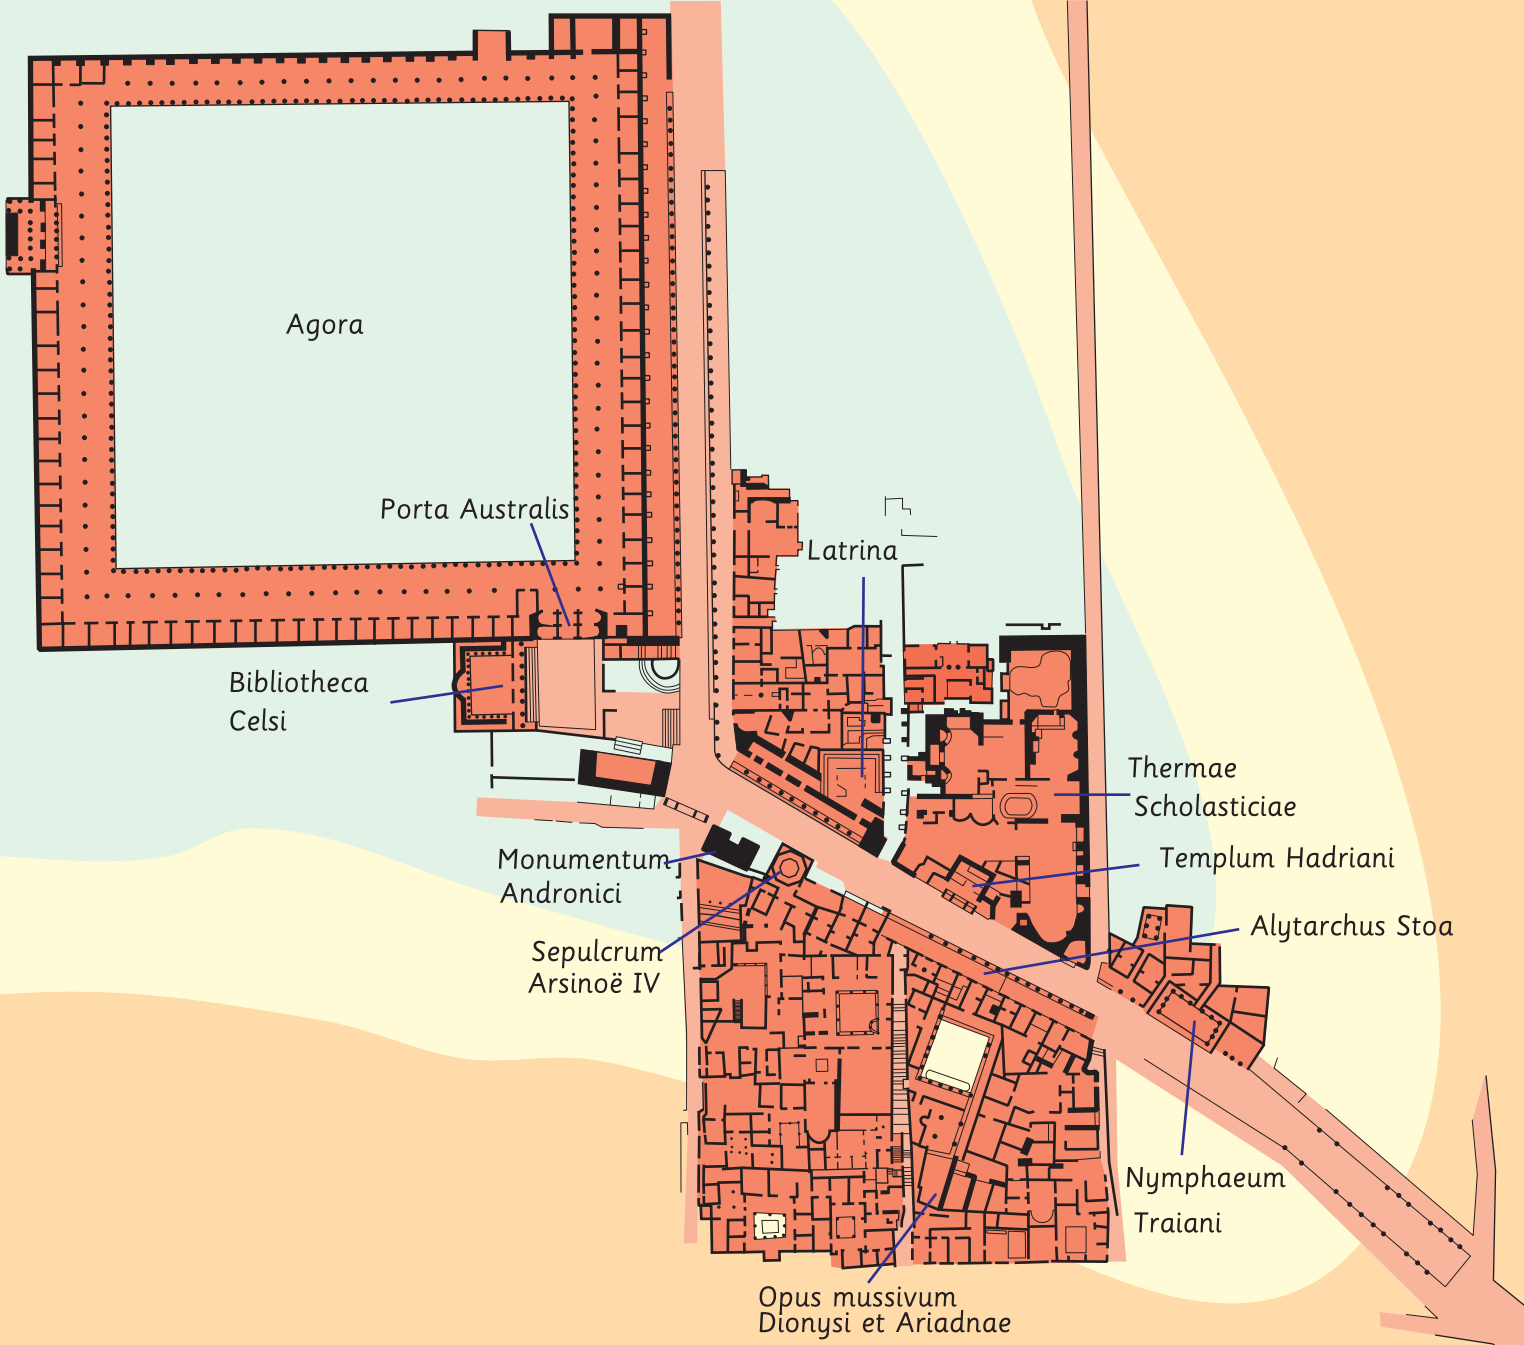 Agora
Porta Australis
Latrina
Bibliotheca
Celsi
Thermae
Scholasticiae
Monumentum
Andronici
Templum Hadriani
Alytarchus Stoa
Sepulcrum
Arsinoë IV
Nymphaeum
Traiani
Opus mussivum
Dionysi et Ariadnae